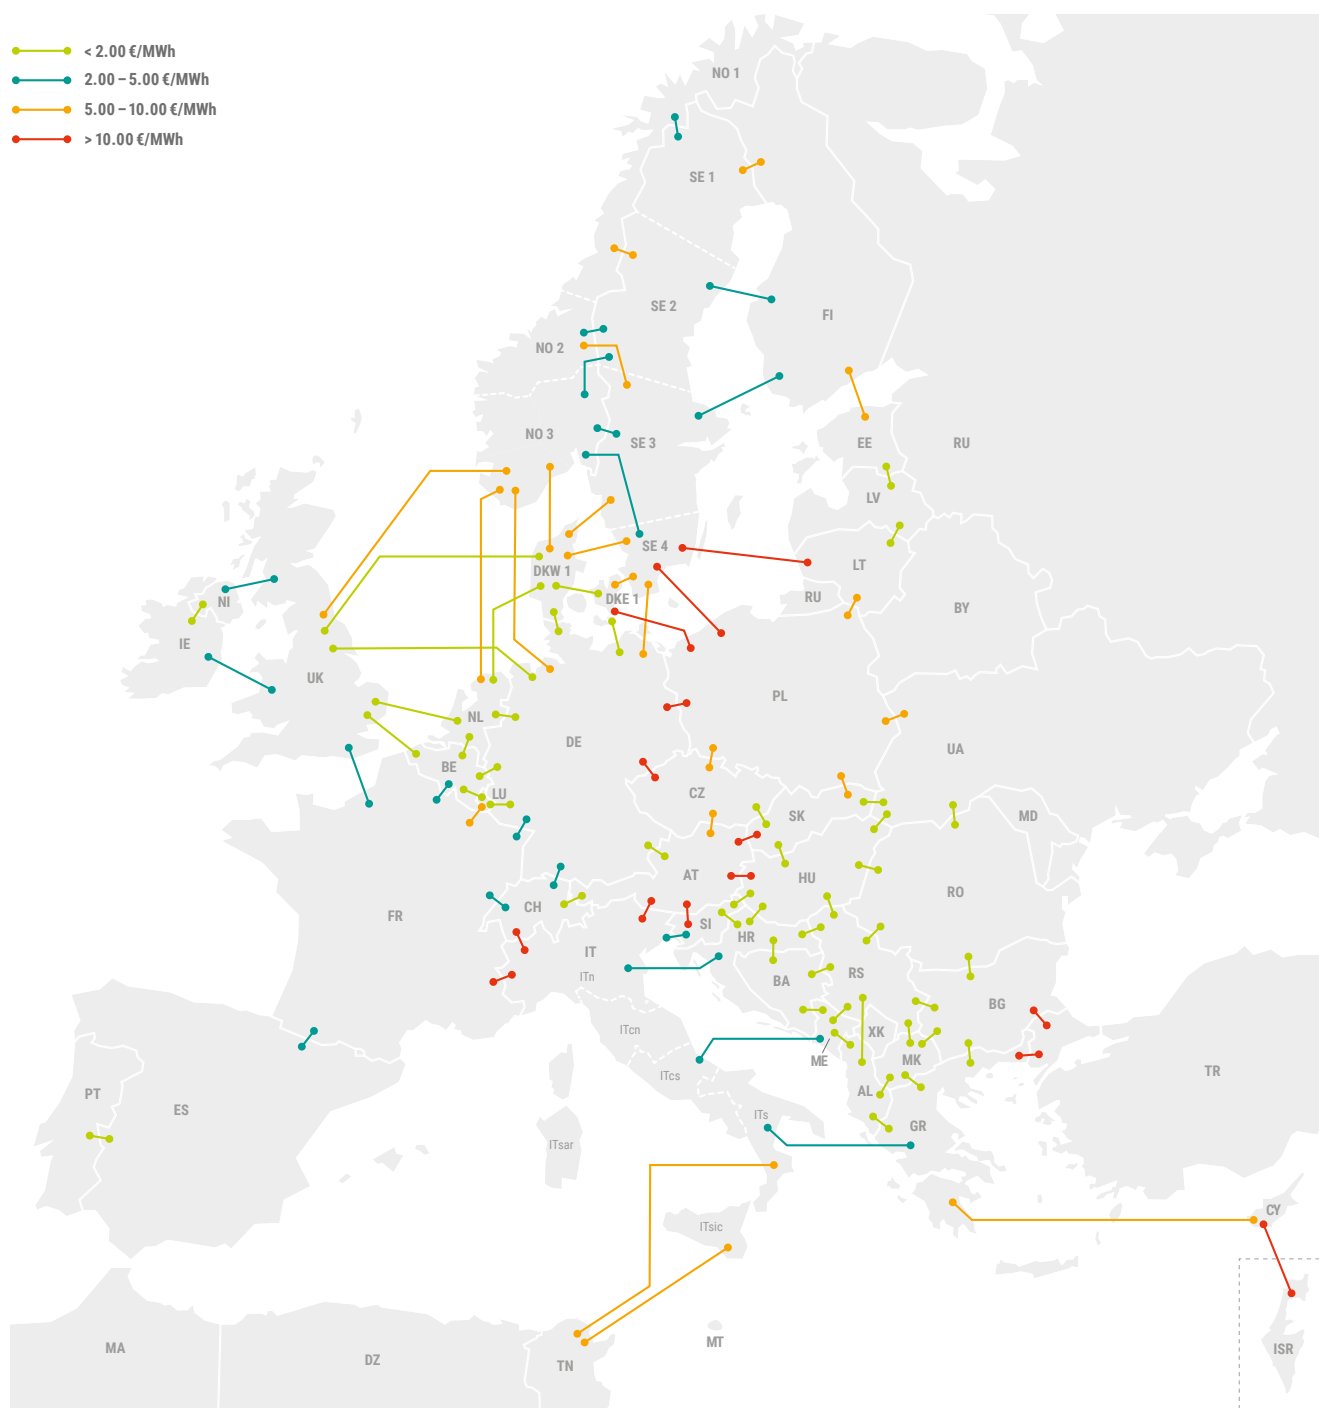 < 2.00 €/MWh
2.00 – 5.00 €/MWh
5.00 – 10.00 €/MWh
> 10.00 €/MWh
NO 1
SE 1
SE 2
FI
NO 2
NO 3
SE 3
EE
RU
LV
SE 4
LT
DKW 1
DKE 1
RU
BY
NI
IE
UK
PL
NL
DE
UA
BE
LU
CZ
SK
MD
AT
HU
RO
CH
FR
SI
HR
IT
ITn
BA
RS
BG
ITcn
XK
ME
MK
TR
ITcs
AL
PT
ES
ITs
GR
ITsar
CY
ITsic
MT
MA
DZ
TN
ISR